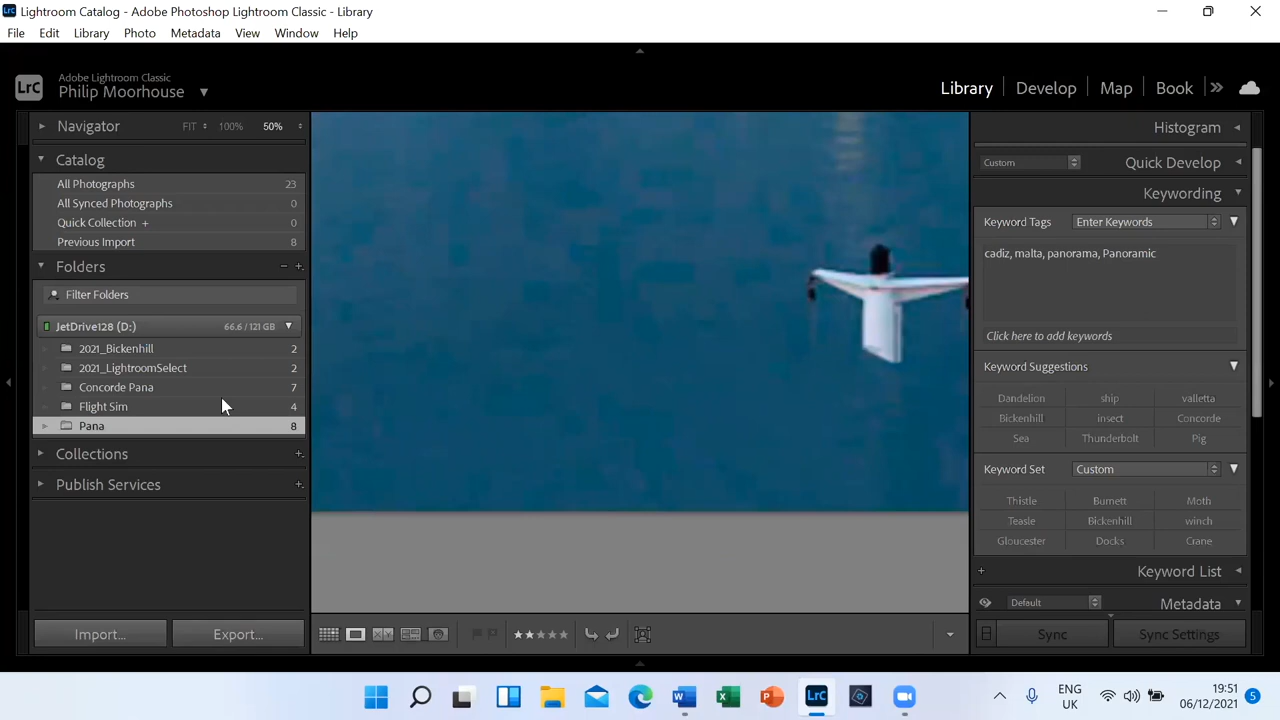 Lightroom Catalog - Adobe Photoshop Lightroom Classic - Library
File Edit Library Photo Metadata View Window Help
LrC
Adobe Lightroom Classic
Philip Moorhouse
Library Develop Map Book
Navigator FIT 100% 50%
Catalog
All Photographs 23
All Synced Photographs 0
Quick Collection + 0
Previous Import 8
Folders
Filter Folders
JetDrive128 (D:) 66.6 / 121 GB
2021_Bickenhill 2
2021_LightroomSelect 2
Concorde Pana 7
Flight Sim 4
Pana 8
Collections
Publish Services
Import... Export...
Histogram
Custom Quick Develop
Keywording
Keyword Tags Enter Keywords
cadiz, malta, panorama, Panoramic
Click here to add keywords
Keyword Suggestions
Dandelion ship valletta
Bickenhill insect Concorde
Sea Thunderbolt Pig
Keyword Set Custom
Thistle Burnett Moth
Teasle Bickenhill winch
Gloucester Docks Crane
Keyword List
Default Metadata
Sync Sync Settings
LrC
ENG
UK
19:51
06/12/2021
5